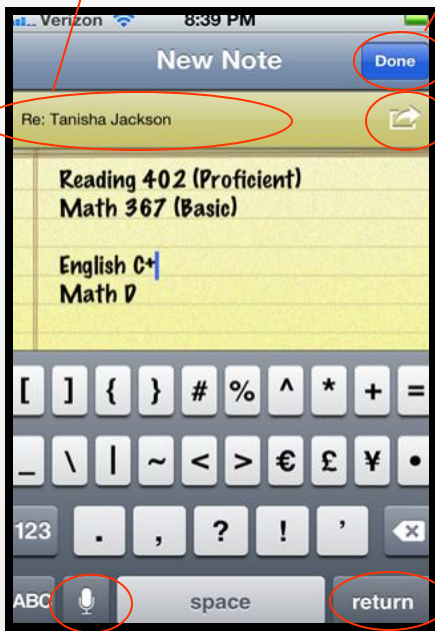 Verizon 8:39 PM
New Note Done
Re: Tanisha Jackson
Reading 402 (Proficient)
Math 367 (Basic)
English C+
Math D
[ ] { } # % ^ * + =
_ \ | ~ < > € £ ¥ •
123 . , ? ! ’
ABC space return